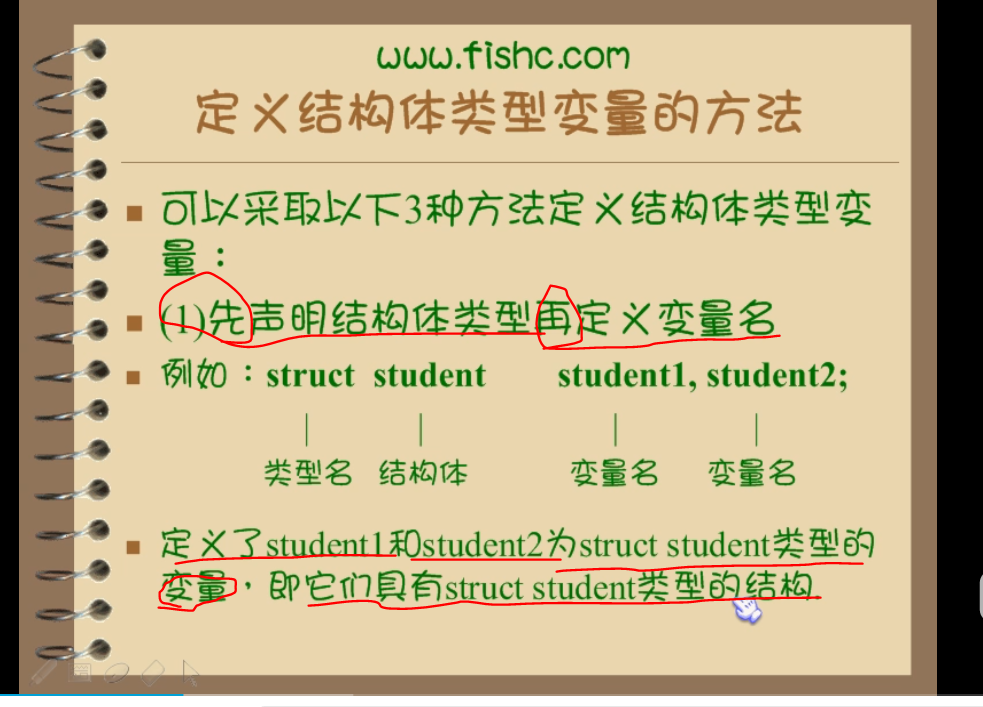 www.fishc.com
定义结构体类型变量的方法
可以采取以下3种方法定义结构体类型变
量：
(1)先声明结构体类型再定义变量名
例如：struct student student1, student2;
类型名 结构体 变量名 变量名
定义了student1和student2为struct student类型的
变量，即它们具有struct student类型的结构